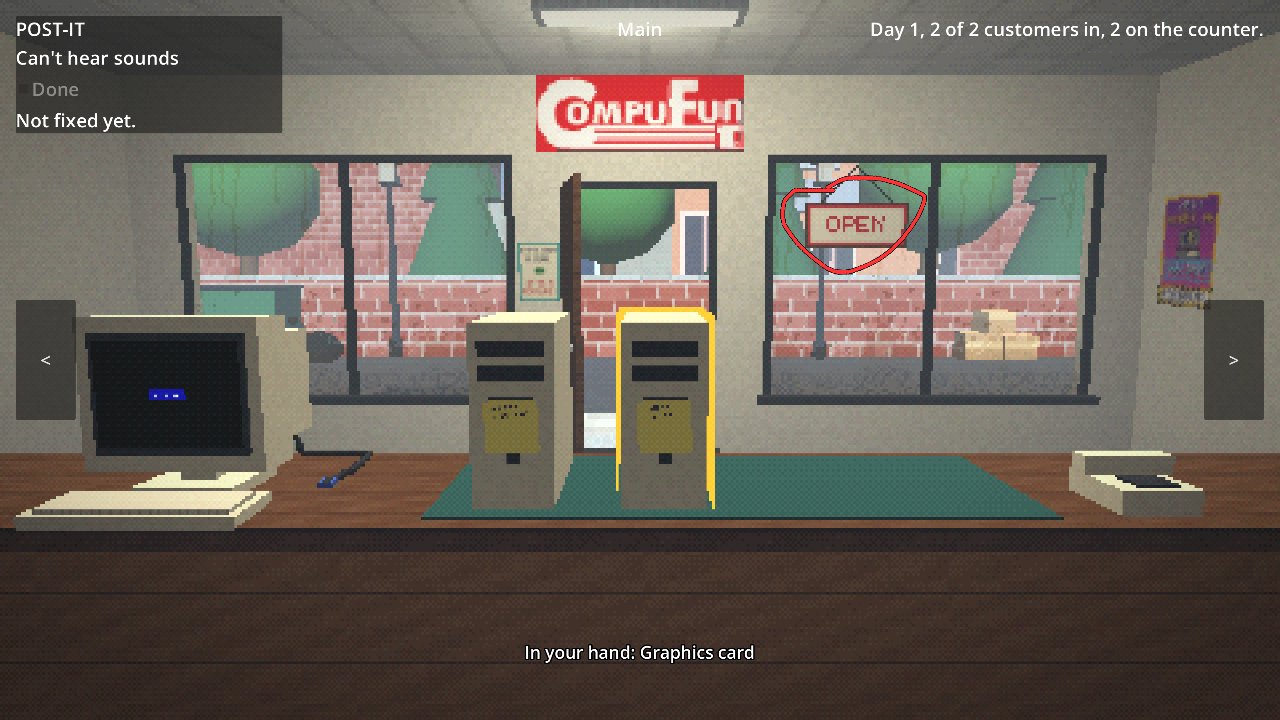 POST-IT
Can't hear sounds
Done
Not fixed yet.
Main
Day 1, 2 of 2 customers in, 2 on the counter.
COMPUFUN
OPEN
<
>
In your hand: Graphics card